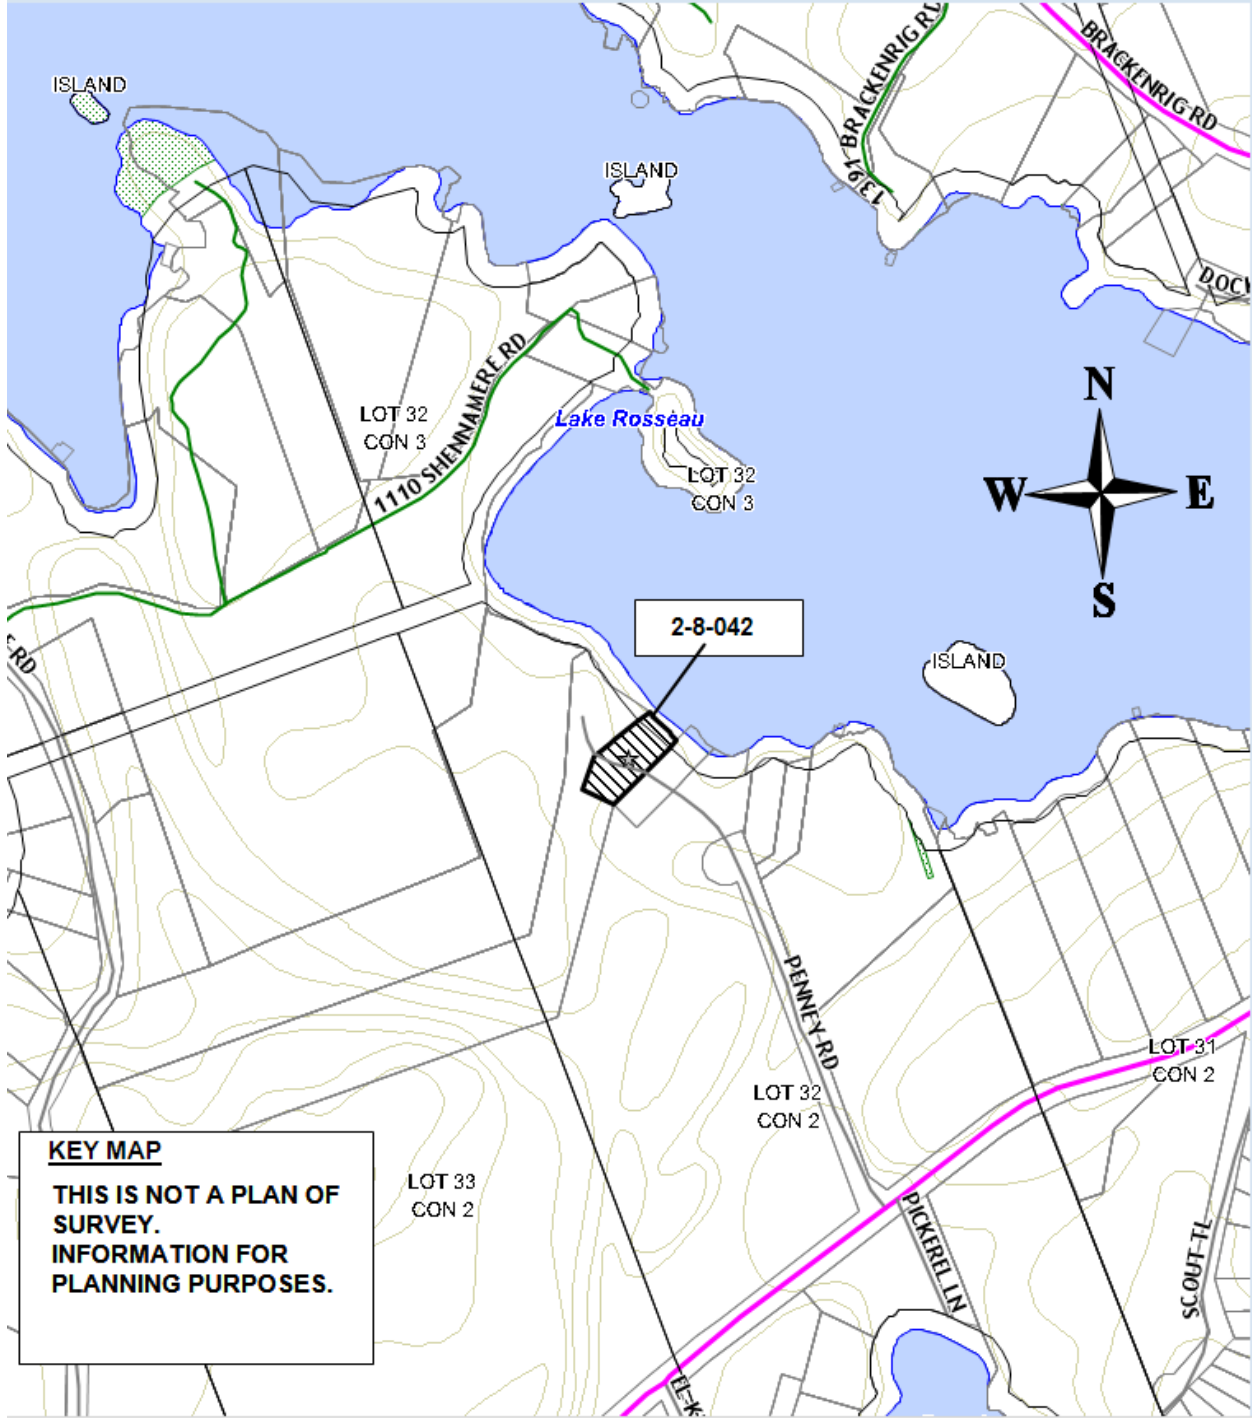 BRACKENRIG RD
1391 BRACKENRIG RD
ISLAND
ISLAND
N
W
E
S
LOT 32
CON 3
1110 SHENNAMERE RD
Lake Rosseau
LOT 32
CON 3
2-8-042
ISLAND
RD
PENNEY RD
LOT 31
CON 2
LOT 32
CON 2
KEY MAP
THIS IS NOT A PLAN OF
SURVEY.
INFORMATION FOR
PLANNING PURPOSES.
LOT 33
CON 2
PICKEREL LN
SCOUT TL